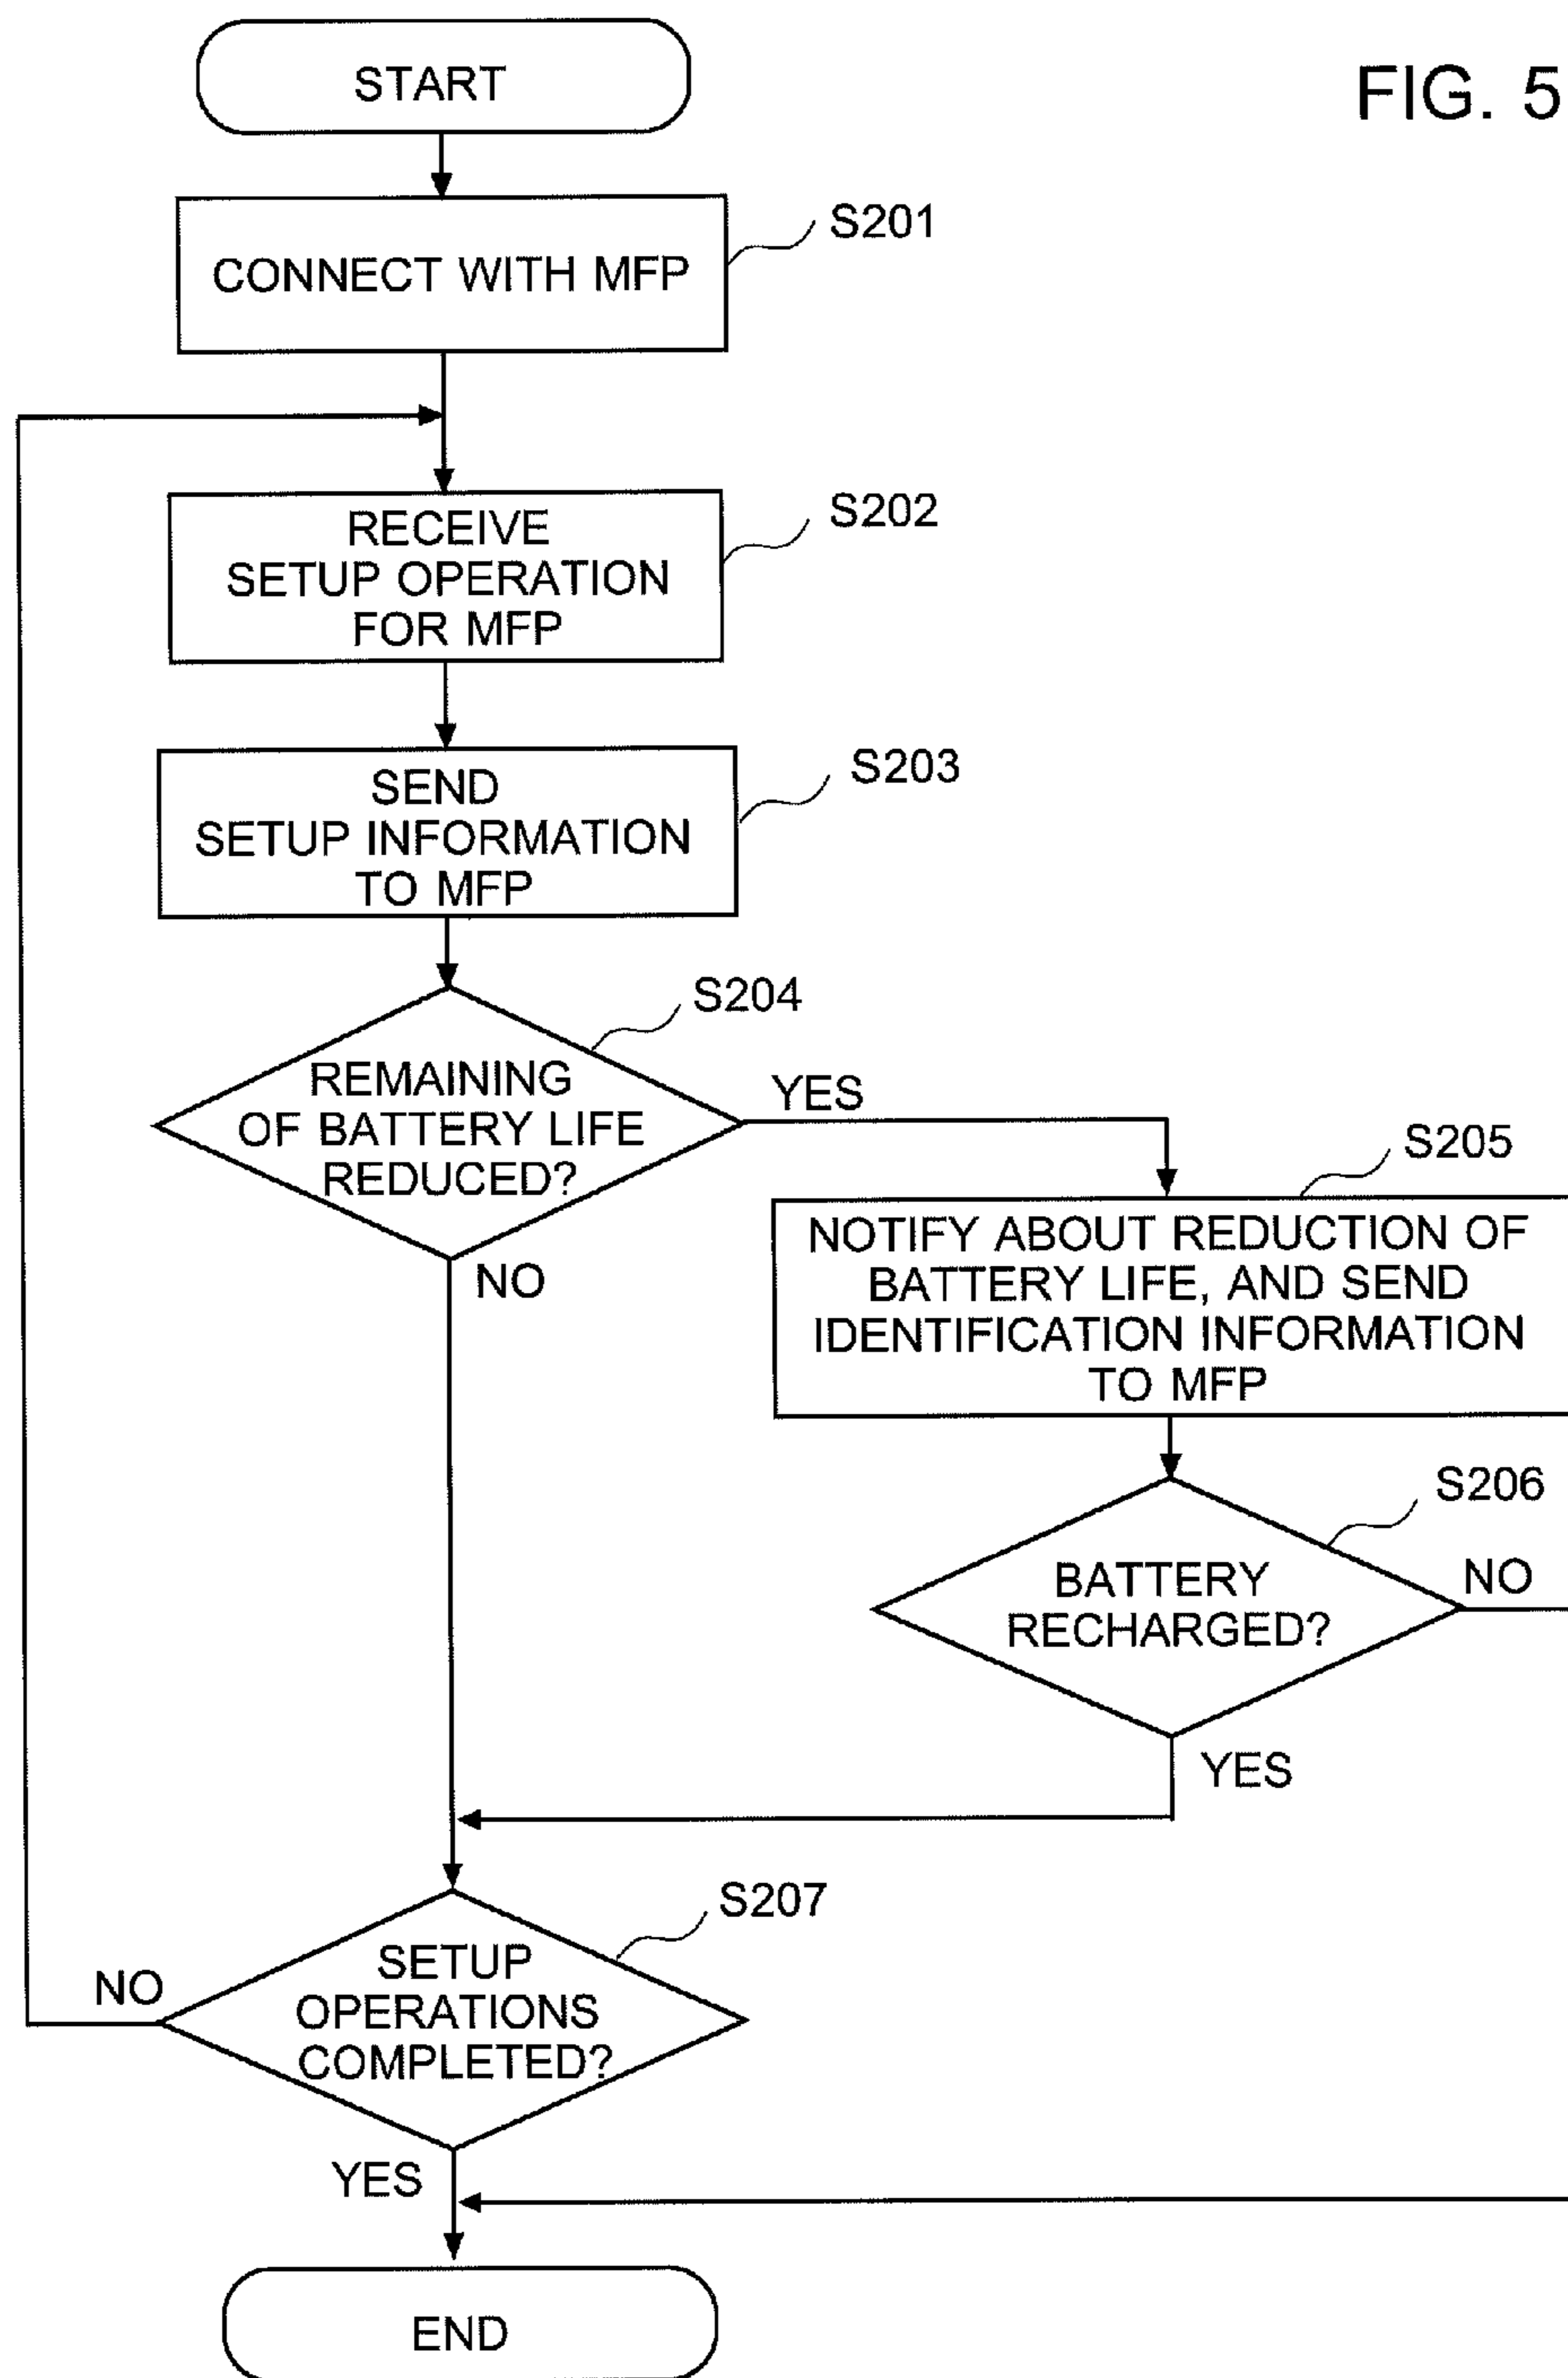 FIG. 5
START
CONNECT WITH MFP
S201
RECEIVE
SETUP OPERATION
FOR MFP
S202
SEND
SETUP INFORMATION
TO MFP
S203
REMAINING
OF BATTERY LIFE
REDUCED?
S204
YES
NO
S205
NOTIFY ABOUT REDUCTION OF
BATTERY LIFE, AND SEND
IDENTIFICATION INFORMATION
TO MFP
S206
BATTERY
RECHARGED?
NO
YES
S207
SETUP
OPERATIONS
COMPLETED?
NO
YES
END